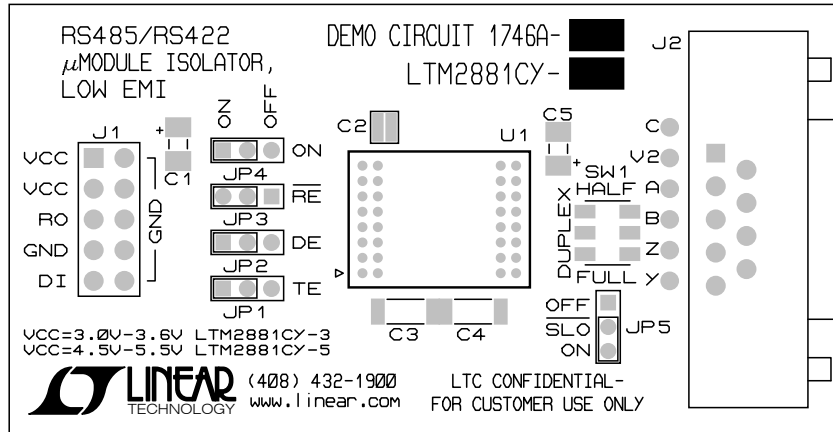 RS485/RS422
µMODULE ISOLATOR,
LOW EMI
DEMO CIRCUIT 1746A-
LTM2881CY-
J2
J1
VCC
VCC
RO
GND
DI
GND
+
C1
ON
OFF
ON
JP4
RE
JP3
DE
JP2
TE
JP1
C2
U1
C5
+
SW1
HALF
DUPLEX
FULL
C
V2
A
B
Z
Y
C3
C4
OFF
SLO
ON
JP5
VCC=3.0V-3.6V LTM2881CY-3
VCC=4.5V-5.5V LTM2881CY-5
LT LINEAR
TECHNOLOGY
(408) 432-1900
www.linear.com
LTC CONFIDENTIAL-
FOR CUSTOMER USE ONLY